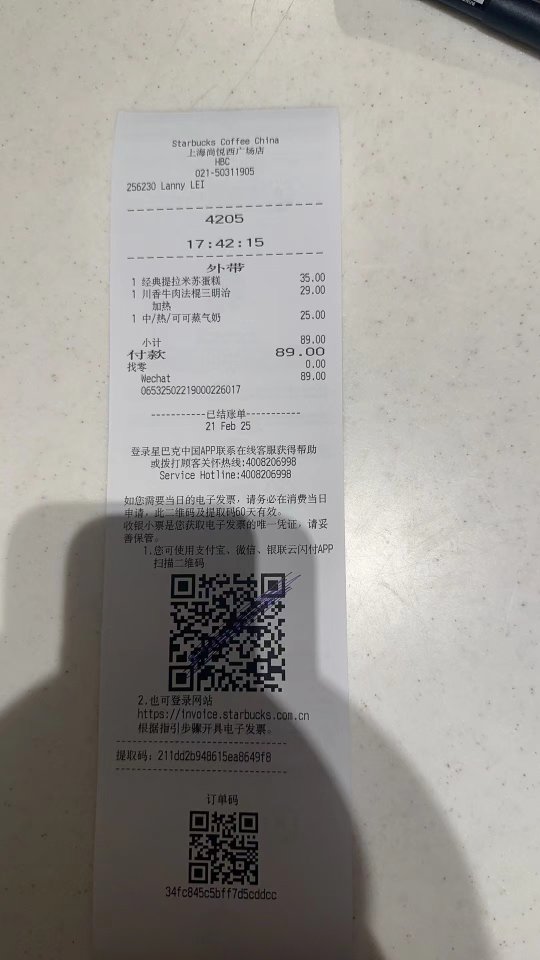 Starbucks Coffee China
上海尚悦西广场店
HBC
021-50311905
256230 Lanny LEI
4205
17:42:15
外带
1 经典提拉米苏蛋糕 35.00
1 川香牛肉法棍三明治 29.00
加热
1 中/热/可可蒸气奶 25.00
小计 89.00
付款 89.00
找零 0.00
Wechat 89.00
06532502219000226017
-----------已结账单-----------
21 Feb 25
登录星巴克中国APP联系在线客服获得帮助
或拨打顾客关怀热线:4008206998
Service Hotline:4008206998
如您需要当日的电子发票，请务必在消费当日
申请，此二维码及提取码60天有效。
收银小票是您获取电子发票的唯一凭证，请妥
善保管。
1.您可使用支付宝、微信、银联云闪付APP
扫描二维码
2.也可登录网站
https://invoice.starbucks.com.cn
根据指引步骤开具电子发票。
提取码：211dd2b948615ea8649f8
订单码
34fc845c5bff7d5cddcc